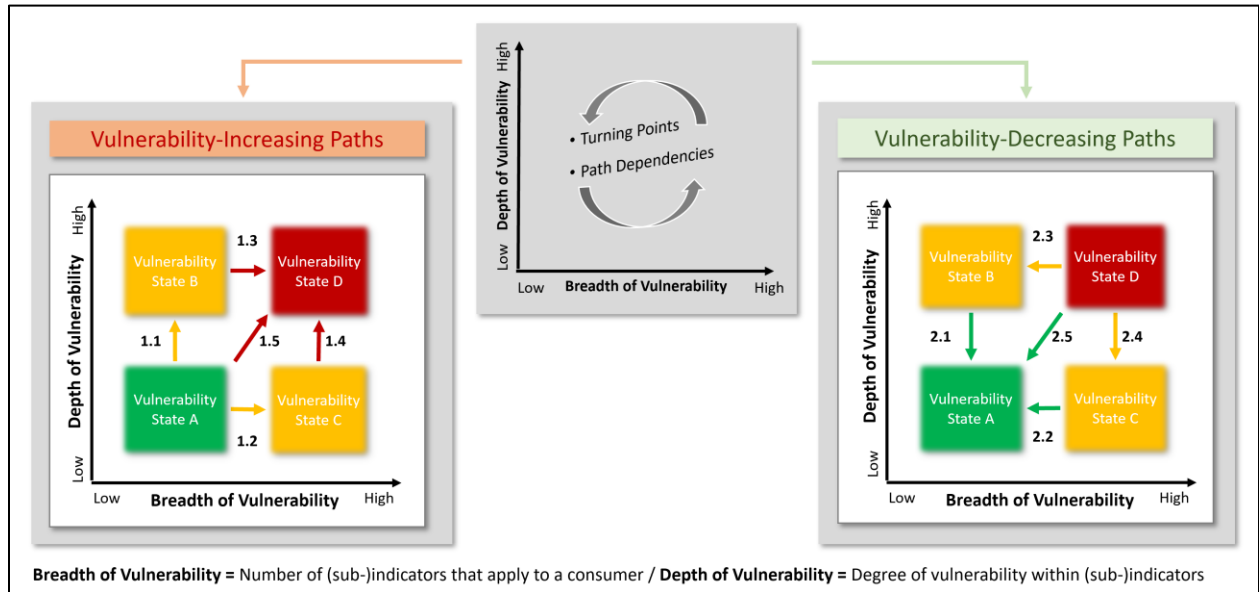 High
Depth of Vulnerability
Low
• Turning Points
• Path Dependencies
Low
Breadth of Vulnerability
High
Vulnerability-Increasing Paths
High
Depth of Vulnerability
Low
Vulnerability
State B
1.3
Vulnerability
State D
1.1
1.5
1.4
Vulnerability
State A
1.2
Vulnerability
State C
Low
Breadth of Vulnerability
High
Vulnerability-Decreasing Paths
High
Depth of Vulnerability
Low
Vulnerability
State B
2.3
Vulnerability
State D
2.1
2.5
2.4
Vulnerability
State A
2.2
Vulnerability
State C
Low
Breadth of Vulnerability
High
Breadth of Vulnerability = Number of (sub-)indicators that apply to a consumer / Depth of Vulnerability = Degree of vulnerability within (sub-)indicators